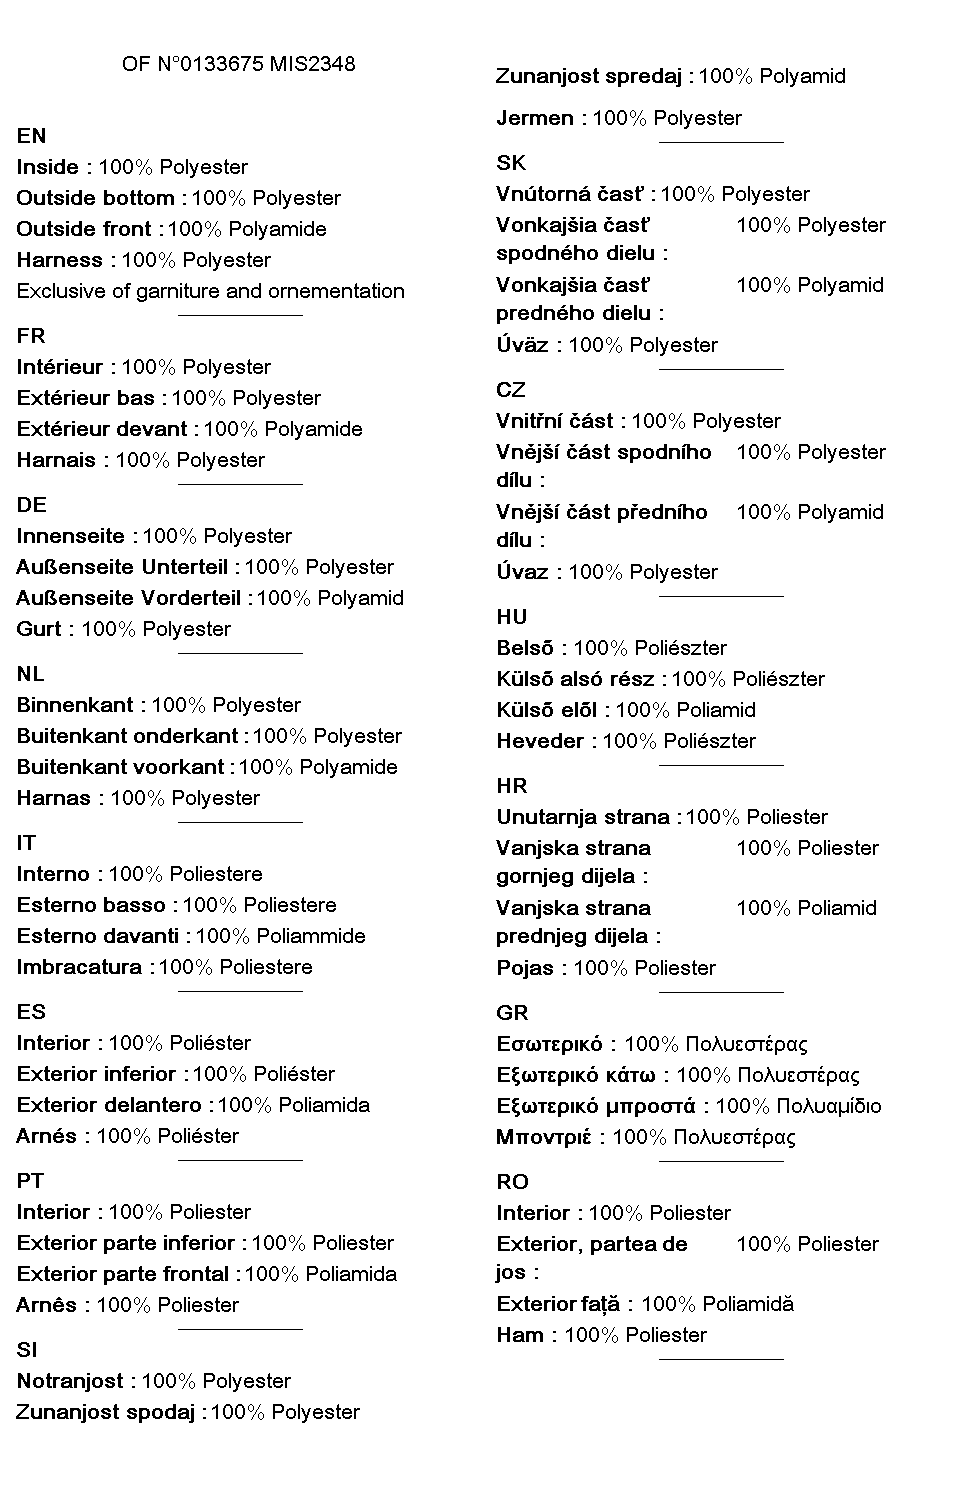 OF N°0133675 MIS2348
EN
Inside : 100% Polyester
Outside bottom : 100% Polyester
Outside front : 100% Polyamide
Harness : 100% Polyester
Exclusive of garniture and ornementation
FR
Intérieur : 100% Polyester
Extérieur bas : 100% Polyester
Extérieur devant : 100% Polyamide
Harnais : 100% Polyester
DE
Innenseite : 100% Polyester
Außenseite Unterteil : 100% Polyester
Außenseite Vorderteil : 100% Polyamid
Gurt : 100% Polyester
NL
Binnenkant : 100% Polyester
Buitenkant onderkant : 100% Polyester
Buitenkant voorkant : 100% Polyamide
Harnas : 100% Polyester
IT
Interno : 100% Poliestere
Esterno basso : 100% Poliestere
Esterno davanti : 100% Poliammide
Imbracatura : 100% Poliestere
ES
Interior : 100% Poliéster
Exterior inferior : 100% Poliéster
Exterior delantero : 100% Poliamida
Arnés : 100% Poliéster
PT
Interior : 100% Poliester
Exterior parte inferior : 100% Poliester
Exterior parte frontal : 100% Poliamida
Arnês : 100% Poliester
SI
Notranjost : 100% Polyester
Zunanjost spodaj : 100% Polyester
Zunanjost spredaj : 100% Polyamid
Jermen : 100% Polyester
SK
Vnútorná časť : 100% Polyester
Vonkajšia časť 100% Polyester
spodného dielu :
Vonkajšia časť 100% Polyamid
predného dielu :
Úväz : 100% Polyester
CZ
Vnitřní část : 100% Polyester
Vnější část spodního 100% Polyester
dílu :
Vnější část předního 100% Polyamid
dílu :
Úvaz : 100% Polyester
HU
Belsõ : 100% Poliészter
Külsõ alsó rész : 100% Poliészter
Külsõ elõl : 100% Poliamid
Heveder : 100% Poliészter
HR
Unutarnja strana : 100% Poliester
Vanjska strana 100% Poliester
gornjeg dijela :
Vanjska strana 100% Poliamid
prednjeg dijela :
Pojas : 100% Poliester
GR
Εσωτερικό : 100% Πολυεστέρας
Εξωτερικό κάτω : 100% Πολυεστέρας
Εξωτερικό μπροστά : 100% Πολυαμίδιο
Μποντριέ : 100% Πολυεστέρας
RO
Interior : 100% Poliester
Exterior, partea de 100% Poliester
jos :
Exterior față : 100% Poliamidă
Ham : 100% Poliester